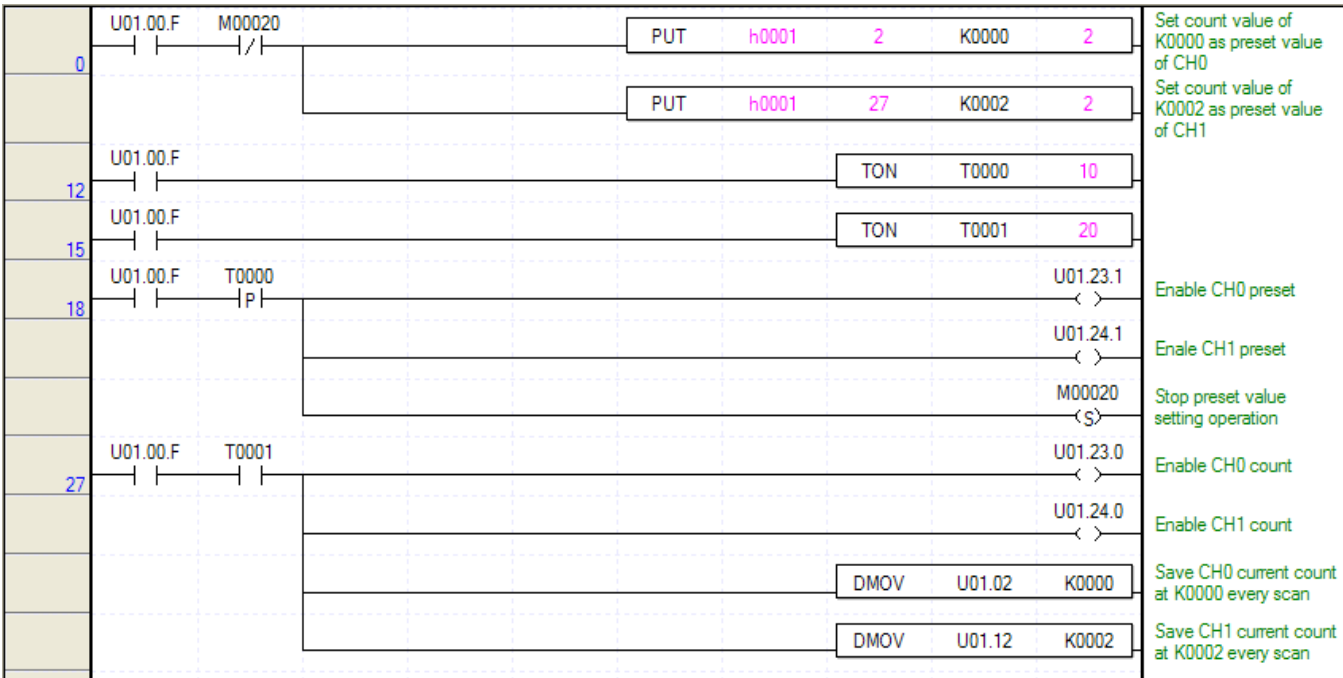 U01.00.F M00020
PUT h0001 2 K0000 2
Set count value of
K0000 as preset value
of CH0
0
PUT h0001 27 K0002 2
Set count value of
K0002 as preset value
of CH1
U01.00.F
TON T0000 10
12
U01.00.F
TON T0001 20
15
U01.00.F T0000 U01.23.1
P
Enable CH0 preset
18
U01.24.1
Enale CH1 preset
M00020
S
Stop preset value
setting operation
U01.00.F T0001 U01.23.0
Enable CH0 count
27
U01.24.0
Enable CH1 count
DMOV U01.02 K0000
Save CH0 current count
at K0000 every scan
DMOV U01.12 K0002
Save CH1 current count
at K0002 every scan